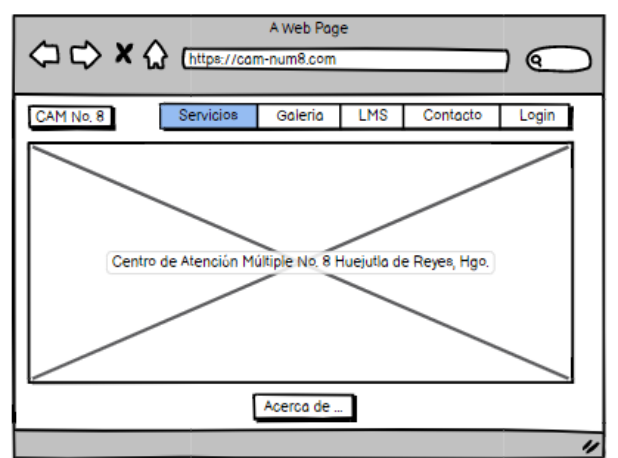 A Web Page
https://cam-num8.com
CAM No. 8
Servicios Galeria LMS Contacto Login
Centro de Atención Múltiple No. 8 Huejutla de Reyes, Hgo.
Acerca de ...